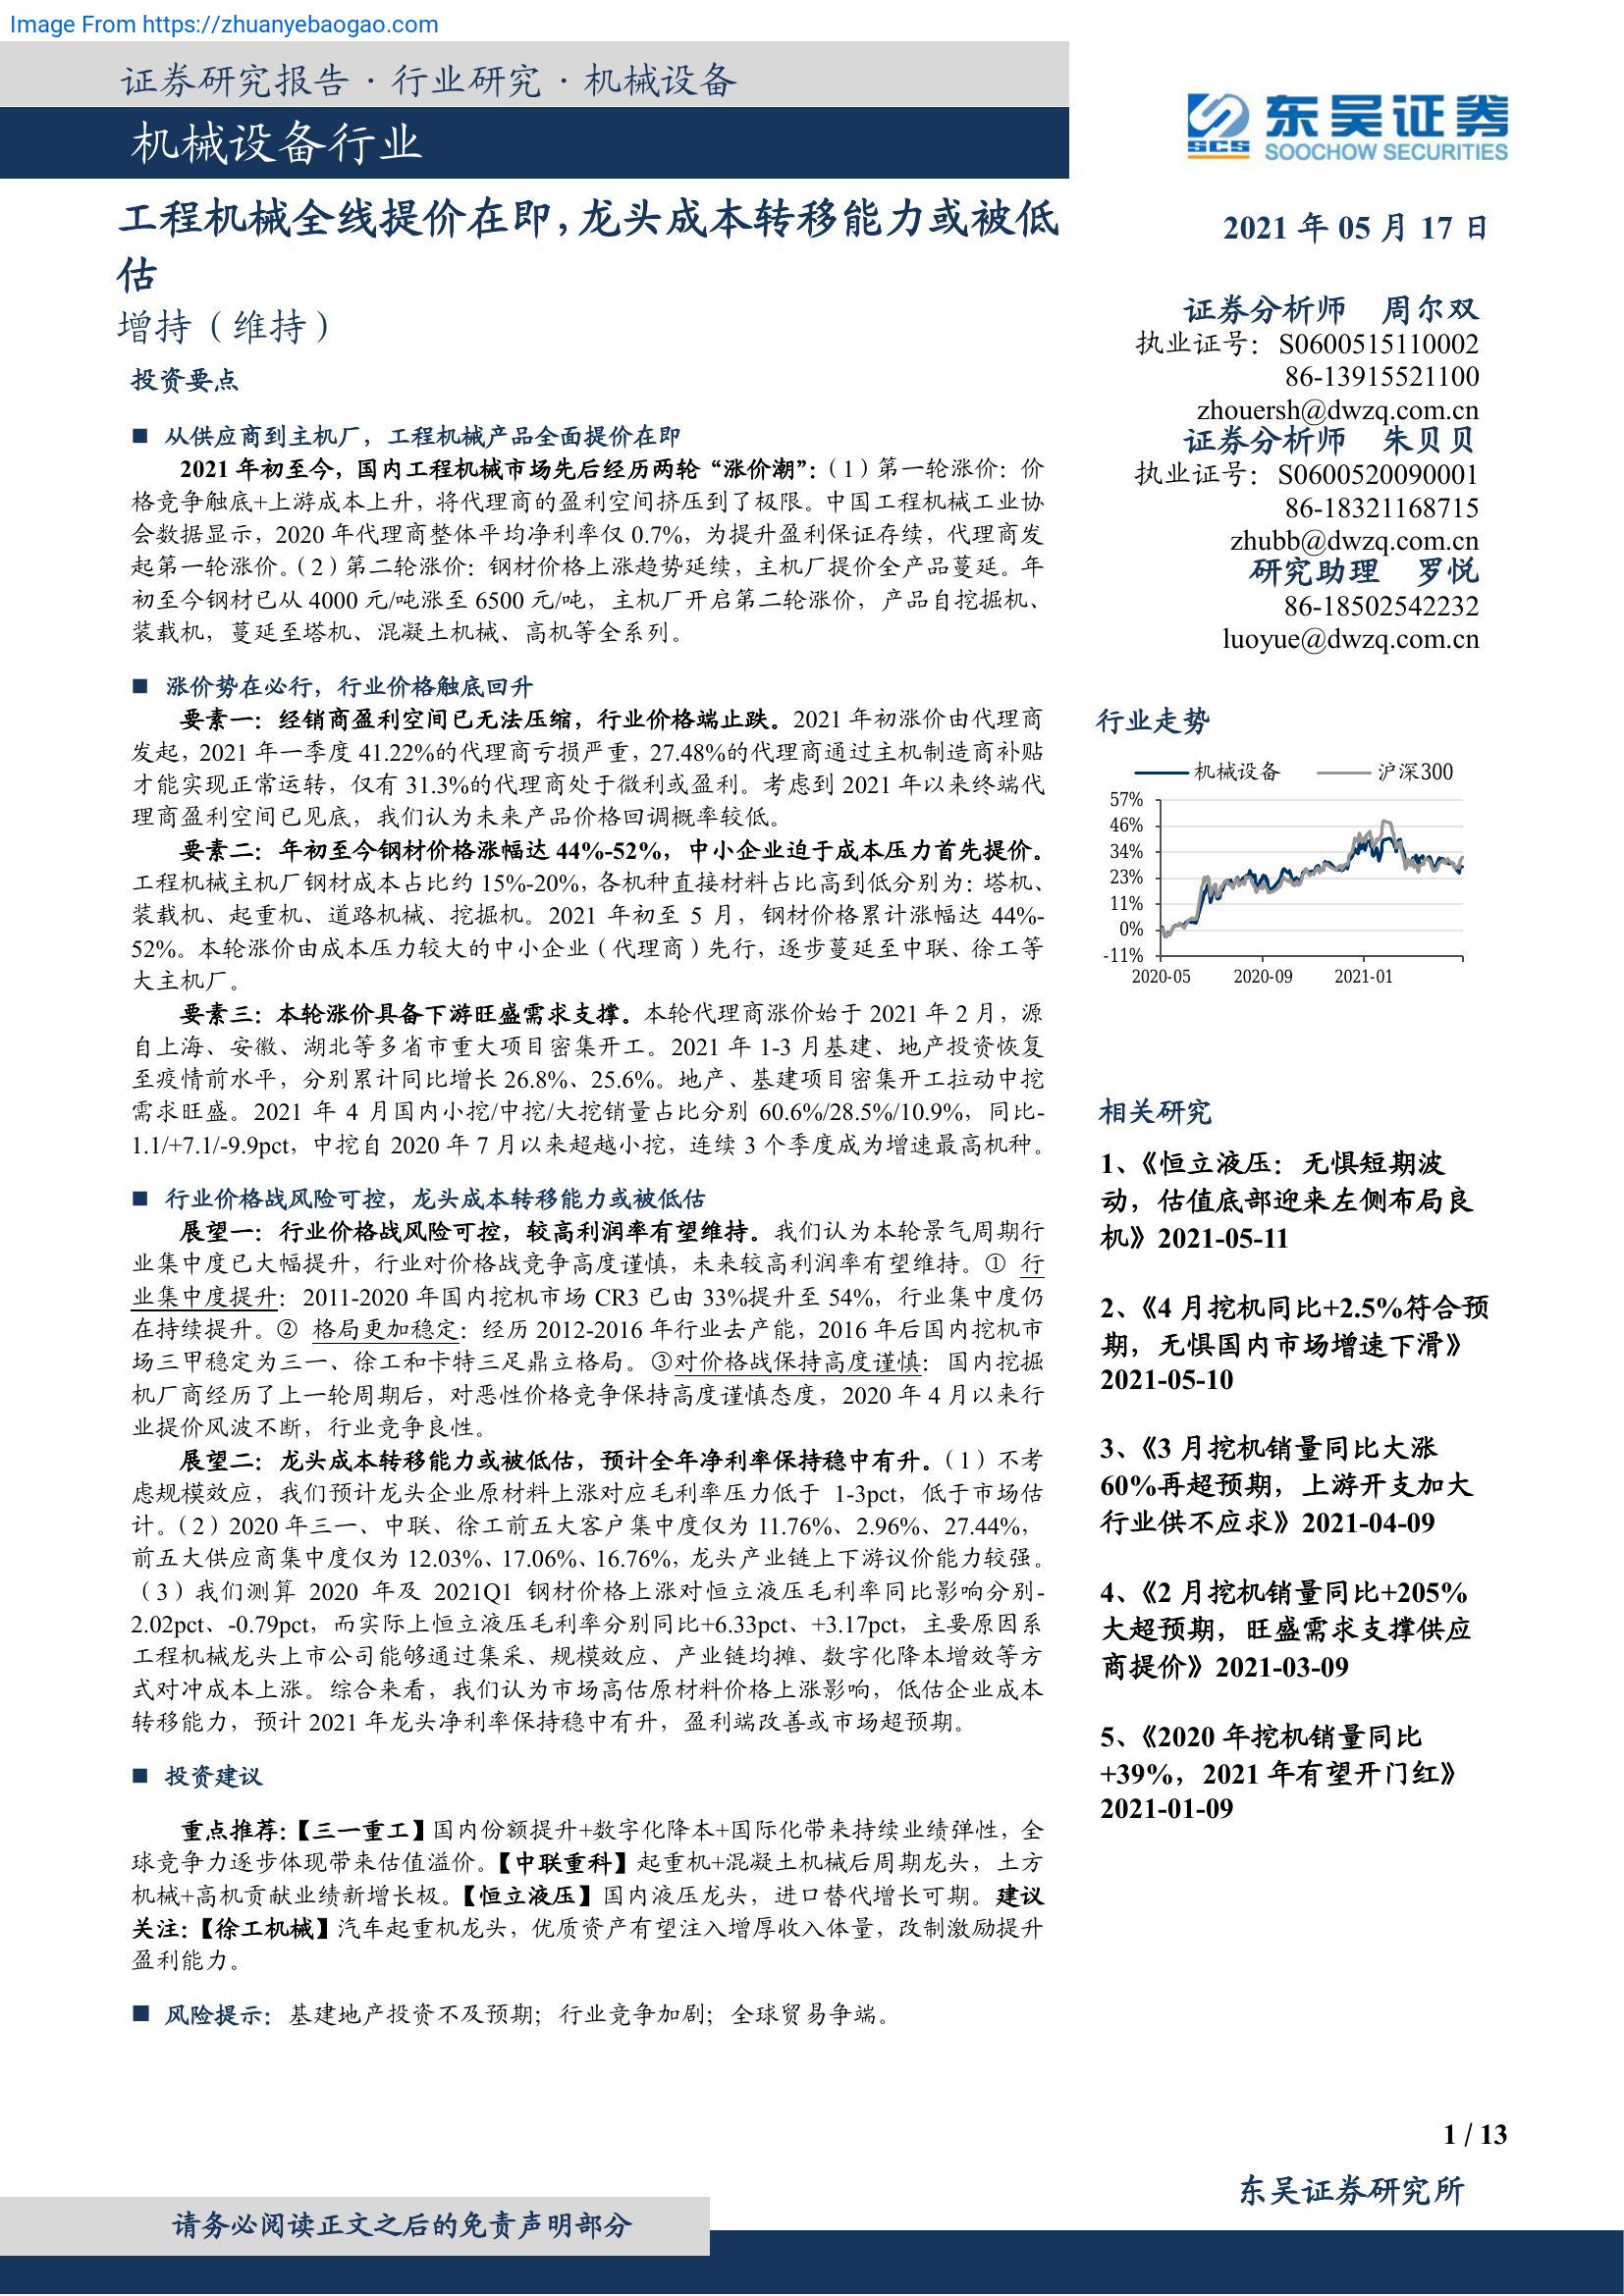 Image From https://zhuanyebaogao.com
证券研究报告·行业研究·机械设备
机械设备行业
东吴证券
SCS
SOOCHOW SECURITIES
工程机械全线提价在即，龙头成本转移能力或被低
估
增持（维持）
投资要点
■ 从供应商到主机厂，工程机械产品全面提价在即
2021 年初至今，国内工程机械市场先后经历两轮“涨价潮”：（1）第一轮涨价：价
格竞争触底+上游成本上升，将代理商的盈利空间挤压到了极限。中国工程机械工业协
会数据显示，2020 年代理商整体平均净利率仅 0.7%，为提升盈利保证存续，代理商发
起第一轮涨价。（2）第二轮涨价：钢材价格上涨趋势延续，主机厂提价全产品蔓延。年
初至今钢材已从 4000 元/吨涨至 6500 元/吨，主机厂开启第二轮涨价，产品自挖掘机、
装载机，蔓延至塔机、混凝土机械、高机等全系列。
■ 涨价势在必行，行业价格触底回升
要素一：经销商盈利空间已无法压缩，行业价格端止跌。2021 年初涨价由代理商
发起，2021 年一季度 41.22%的代理商亏损严重，27.48%的代理商通过主机制造商补贴
才能实现正常运转，仅有 31.3%的代理商处于微利或盈利。考虑到 2021 年以来终端代
理商盈利空间已见底，我们认为未来产品价格回调概率较低。
要素二：年初至今钢材价格涨幅达 44%-52%，中小企业迫于成本压力首先提价。
工程机械主机厂钢材成本占比约 15%-20%，各机种直接材料占比高到低分别为：塔机、
装载机、起重机、道路机械、挖掘机。2021 年初至 5 月，钢材价格累计涨幅达 44%-
52%。本轮涨价由成本压力较大的中小企业（代理商）先行，逐步蔓延至中联、徐工等
大主机厂。
要素三：本轮涨价具备下游旺盛需求支撑。本轮代理商涨价始于 2021 年 2 月，源
自上海、安徽、湖北等多省市重大项目密集开工。2021 年 1-3 月基建、地产投资恢复
至疫情前水平，分别累计同比增长 26.8%、25.6%。地产、基建项目密集开工拉动中挖
需求旺盛。2021 年 4 月国内小挖/中挖/大挖销量占比分别 60.6%/28.5%/10.9%，同比-
1.1/+7.1/-9.9pct，中挖自 2020 年 7 月以来超越小挖，连续 3 个季度成为增速最高机种。
■ 行业价格战风险可控，龙头成本转移能力或被低估
展望一：行业价格战风险可控，较高利润率有望维持。我们认为本轮景气周期行
业集中度已大幅提升，行业对价格战竞争高度谨慎，未来较高利润率有望维持。① 行
业集中度提升：2011-2020 年国内挖机市场 CR3 已由 33%提升至 54%，行业集中度仍
在持续提升。② 格局更加稳定：经历 2012-2016 年行业去产能，2016 年后国内挖机市
场三甲稳定为三一、徐工和卡特三足鼎立格局。③对价格战保持高度谨慎：国内挖掘
机厂商经历了上一轮周期后，对恶性价格竞争保持高度谨慎态度，2020 年 4 月以来行
业提价风波不断，行业竞争良性。
展望二：龙头成本转移能力或被低估，预计全年净利率保持稳中有升。（1）不考
虑规模效应，我们预计龙头企业原材料上涨对应毛利率压力低于 1-3pct，低于市场估
计。（2）2020 年三一、中联、徐工前五大客户集中度仅为 11.76%、2.96%、27.44%，
前五大供应商集中度仅为 12.03%、17.06%、16.76%，龙头产业链上下游议价能力较强。
（3）我们测算 2020 年及 2021Q1 钢材价格上涨对恒立液压毛利率同比影响分别-
2.02pct、-0.79pct，而实际上恒立液压毛利率分别同比+6.33pct、+3.17pct，主要原因系
工程机械龙头上市公司能够通过集采、规模效应、产业链均摊、数字化降本增效等方
式对冲成本上涨。综合来看，我们认为市场高估原材料价格上涨影响，低估企业成本
转移能力，预计 2021 年龙头净利率保持稳中有升，盈利端改善或市场超预期。
■ 投资建议
重点推荐：【三一重工】国内份额提升+数字化降本+国际化带来持续业绩弹性，全
球竞争力逐步体现带来估值溢价。【中联重科】起重机+混凝土机械后周期龙头，土方
机械+高机贡献业绩新增长极。【恒立液压】国内液压龙头，进口替代增长可期。建议
关注：【徐工机械】汽车起重机龙头，优质资产有望注入增厚收入体量，改制激励提升
盈利能力。
■ 风险提示：基建地产投资不及预期；行业竞争加剧；全球贸易争端。
2021 年 05 月 17 日
证券分析师 周尔双
执业证号：S0600515110002
86-13915521100
zhouersh@dwzq.com.cn
证券分析师 朱贝贝
执业证号：S0600520090001
86-18321168715
zhubb@dwzq.com.cn
研究助理 罗悦
86-18502542232
luoyue@dwzq.com.cn
行业走势
机械设备 沪深300
57%
46%
34%
23%
11%
0%
-11%
2020-05 2020-09 2021-01
相关研究
1、《恒立液压：无惧短期波
动，估值底部迎来左侧布局良
机》2021-05-11
2、《4 月挖机同比+2.5%符合预
期，无惧国内市场增速下滑》
2021-05-10
3、《3 月挖机销量同比大涨
60%再超预期，上游开支加大
行业供不应求》2021-04-09
4、《2 月挖机销量同比+205%
大超预期，旺盛需求支撑供应
商提价》2021-03-09
5、《2020 年挖机销量同比
+39%，2021 年有望开门红》
2021-01-09
1 / 13
东吴证券研究所
请务必阅读正文之后的免责声明部分